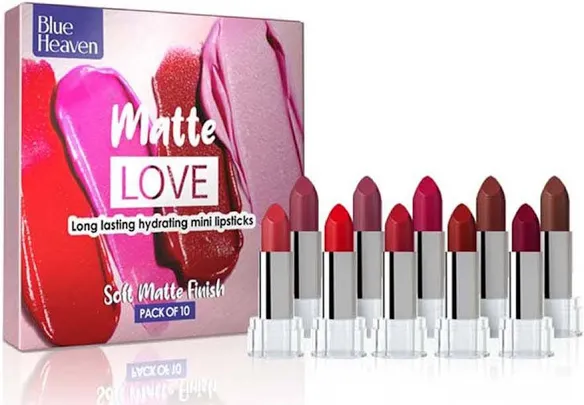 Blue
Heaven
Matte
LOVE
Long lasting hydrating mini lipsticks
Soft Matte Finish
PACK OF 10